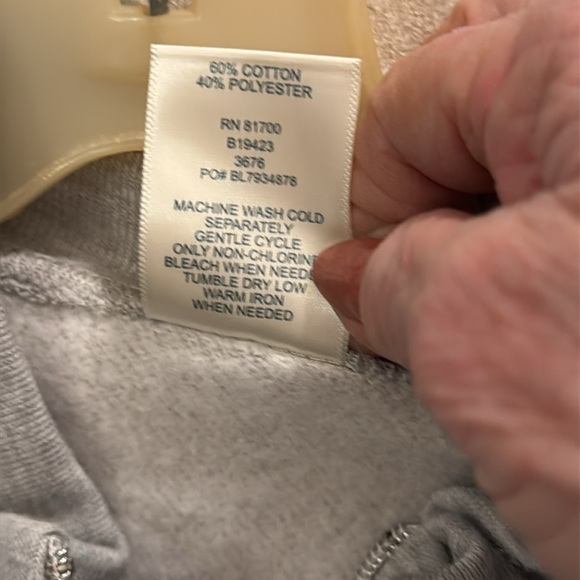 60% COTTON
40% POLYESTER
RN 81700
B19423
3676
PO# BL7934878
MACHINE WASH COLD
SEPARATELY
GENTLE CYCLE
ONLY NON-CHLORINE
BLEACH WHEN NEEDE
TUMBLE DRY LOW
WARM IRON
WHEN NEEDED